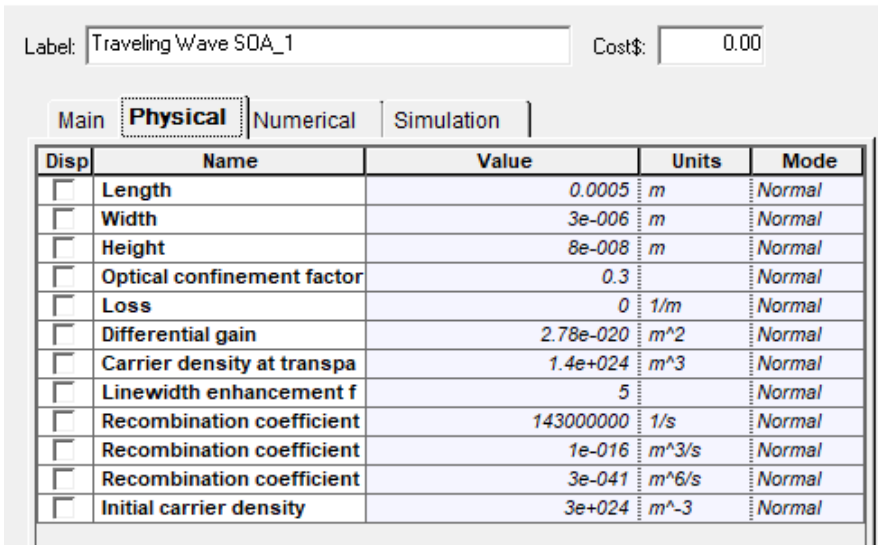 Label: Traveling Wave SOA_1 Cost$: 0.00
Main Physical Numerical Simulation
Disp Name Value Units Mode
Length 0.0005 m Normal
Width 3e-006 m Normal
Height 8e-008 m Normal
Optical confinement factor 0.3 Normal
Loss 0 1/m Normal
Differential gain 2.78e-020 m^2 Normal
Carrier density at transpa 1.4e+024 m^3 Normal
Linewidth enhancement f 5 Normal
Recombination coefficient 143000000 1/s Normal
Recombination coefficient 1e-016 m^3/s Normal
Recombination coefficient 3e-041 m^6/s Normal
Initial carrier density 3e+024 m^-3 Normal